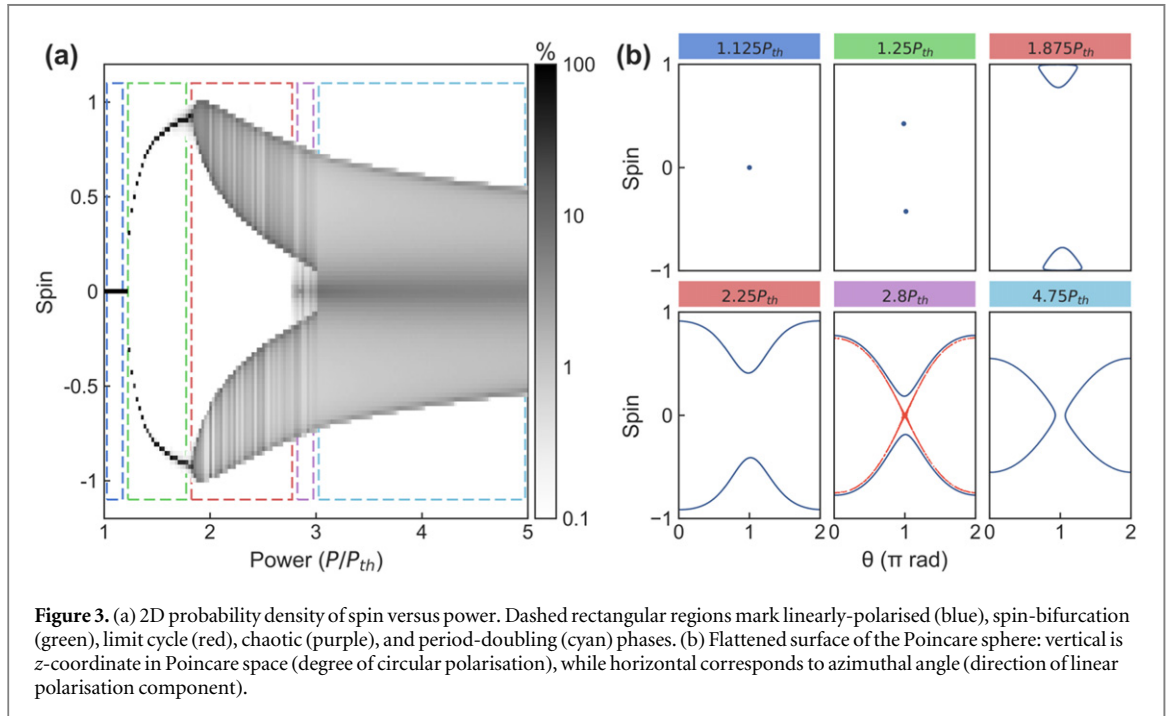 (a)
%
100
10
1
0.1
1
0.5
0
-0.5
-1
Spin
1 2 3 4 5
Power (P/Pth)
(b)
1.125Pth 1.25Pth 1.875Pth
1
0
−1
Spin
2.25Pth 2.8Pth 4.75Pth
1
0
−1
Spin
0 1 2 0 1 2 0 1 2
θ (π rad)
Figure 3. (a) 2D probability density of spin versus power. Dashed rectangular regions mark linearly-polarised (blue), spin-bifurcation
(green), limit cycle (red), chaotic (purple), and period-doubling (cyan) phases. (b) Flattened surface of the Poincare sphere: vertical is
z-coordinate in Poincare space (degree of circular polarisation), while horizontal corresponds to azimuthal angle (direction of linear
polarisation component).